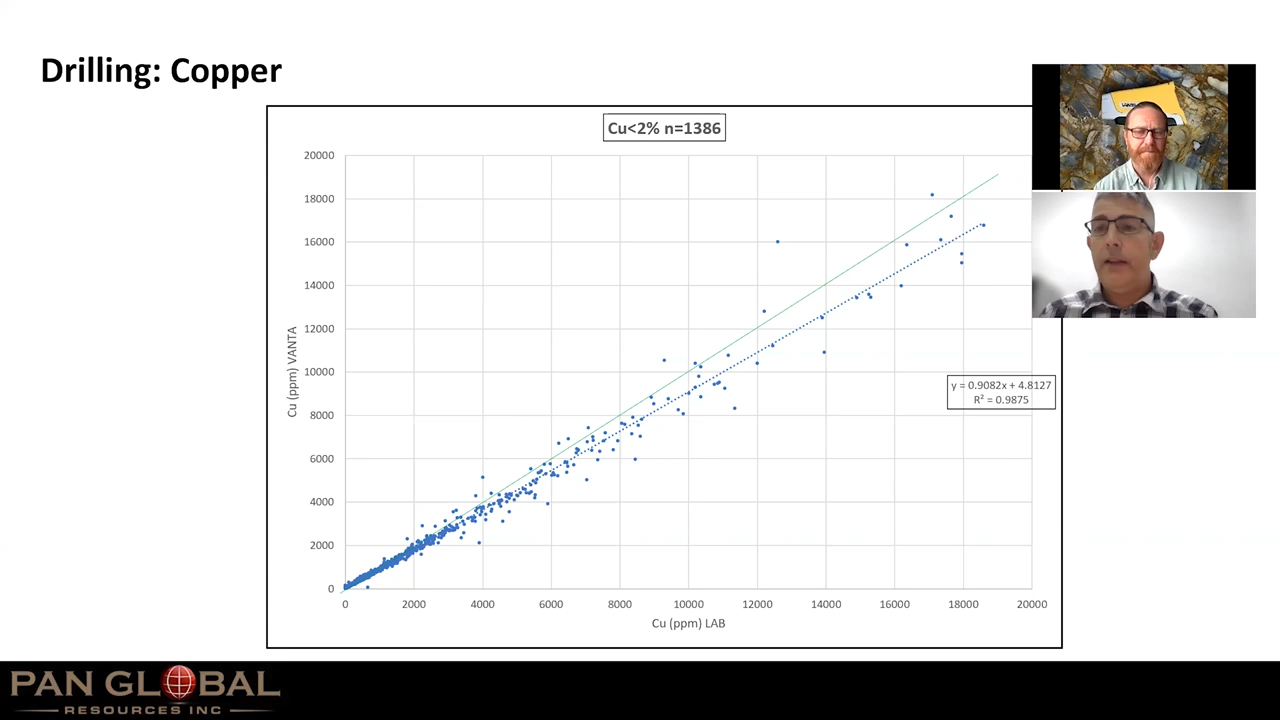 Drilling: Copper
Cu<2% n=1386
20000
18000
16000
14000
12000
10000
8000
6000
4000
2000
0
Cu (ppm) VANTA
y = 0.9082x + 4.8127
R² = 0.9875
0 2000 4000 6000 8000 10000 12000 14000 16000 18000 20000
Cu (ppm) LAB
PAN GLOBAL
RESOURCES INC